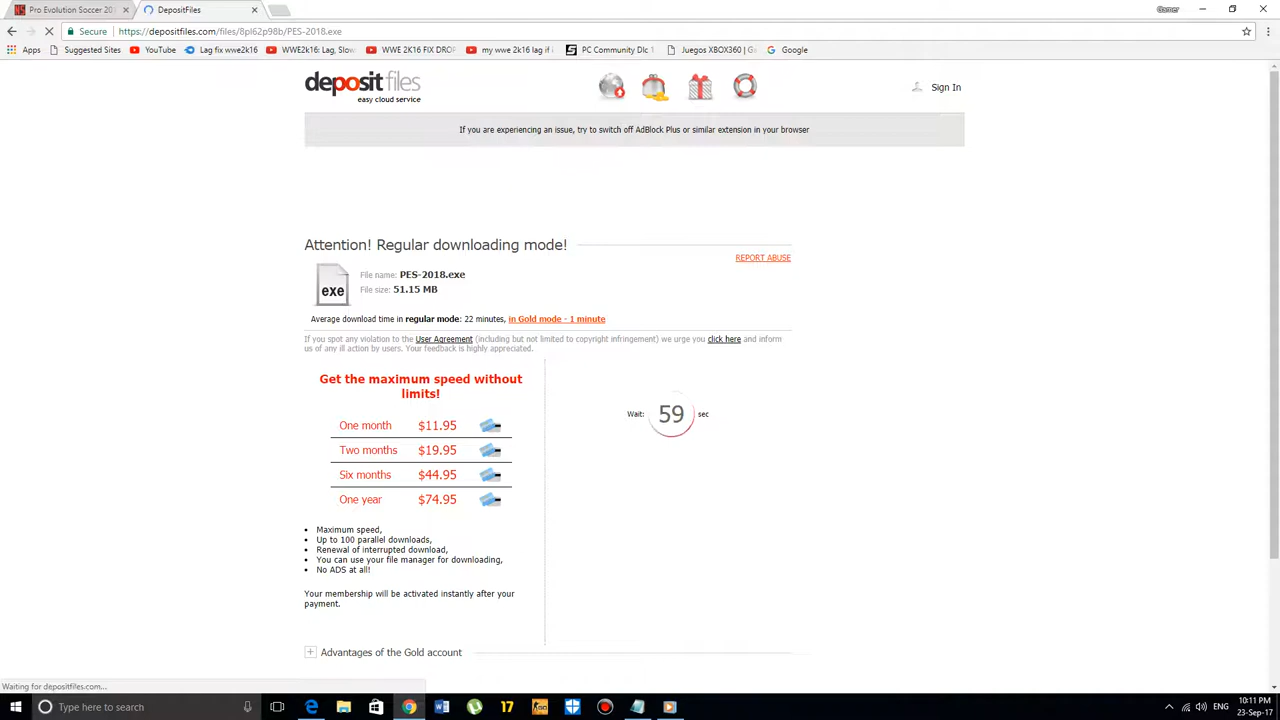 Pro Evolution Soccer 20
DepositFiles
Gamer
Secure
https://depositfiles.com/files/8pl62p98b/PES-2018.exe
Apps
Suggested Sites
YouTube
Lag fix wwe2k16
WWE2K16: Lag, Slow
WWE 2K16 FIX DROP
my wwe 2k16 lag if i
PC Community Dlc 1
Juegos XBOX360 | G
Google
depositfiles
easy cloud service
Sign In
If you are experiencing an issue, try to switch off AdBlock Plus or similar extension in your browser
Attention! Regular downloading mode!
REPORT ABUSE
exe
File name: PES-2018.exe
File size: 51.15 MB
Average download time in regular mode: 22 minutes, in Gold mode - 1 minute
If you spot any violation to the User Agreement (including but not limited to copyright infringement) we urge you click here and inform
us of any ill action by users. Your feedback is highly appreciated.
Get the maximum speed without
limits!
One month $11.95
Two months $19.95
Six months $44.95
One year $74.95
Wait: 59 sec
• Maximum speed,
• Up to 100 parallel downloads,
• Renewal of interrupted download,
• You can use your file manager for downloading,
• No ADS at all!
Your membership will be activated instantly after your
payment.
+ Advantages of the Gold account
Waiting for depositfiles.com...
Type here to search
17
ENG
10:11 PM
23-Sep-17